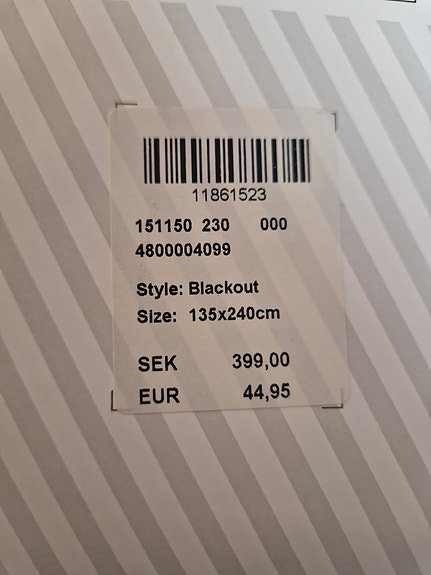 11861523
151150 230 000
4800004099
Style: Blackout
Size: 135x240cm
SEK 399,00
EUR 44,95